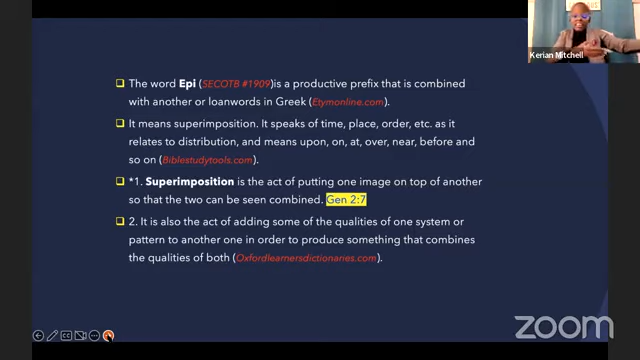 Kerian Mitchell
The word Epi (SECOTB #1909)is a productive prefix that is combined
with another or loanwords in Greek (Etymonline.com).
It means superimposition. It speaks of time, place, order, etc. as it
relates to distribution, and means upon, on, at, over, near, before and
so on (Biblestudytools.com).
*1. Superimposition is the act of putting one image on top of another
so that the two can be seen combined. Gen 2:7
2. It is also the act of adding some of the qualities of one system or
pattern to another one in order to produce something that combines
the qualities of both (Oxfordlearnersdictionaries.com).
zoom